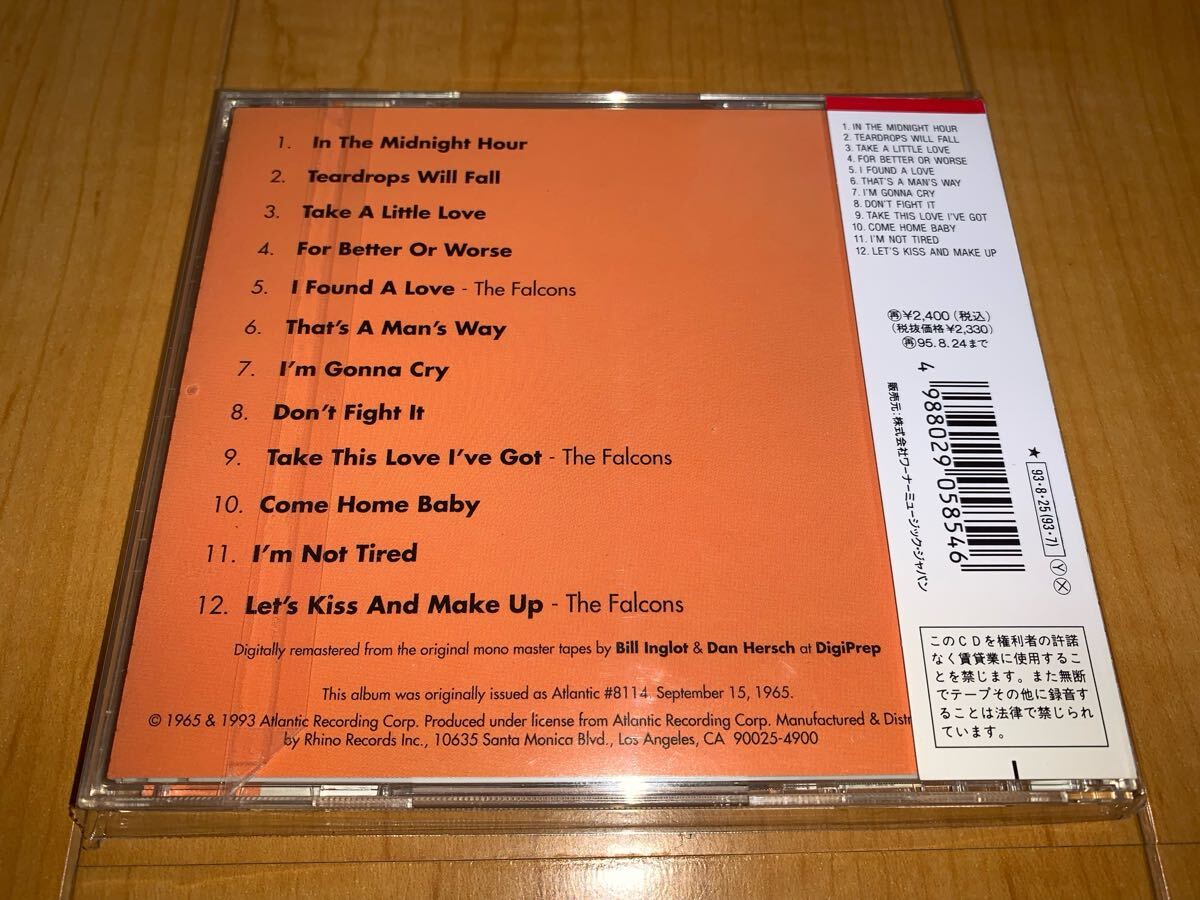 1. In The Midnight Hour
2. Teardrops Will Fall
3. Take A Little Love
4. For Better Or Worse
5. I Found A Love - The Falcons
6. That's A Man's Way
7. I'm Gonna Cry
8. Don't Fight It
9. Take This Love I've Got - The Falcons
10. Come Home Baby
11. I'm Not Tired
12. Let's Kiss And Make Up - The Falcons
Digitally remastered from the original mono master tapes by Bill Inglot & Dan Hersch at DigiPrep
This album was originally issued as Atlantic #8114 September 15, 1965.
© 1965 & 1993 Atlantic Recording Corp. Produced under license from Atlantic Recording Corp. Manufactured & Distr
by Rhino Records Inc., 10635 Santa Monica Blvd., Los Angeles, CA 90025-4900
1. IN THE MIDNIGHT HOUR
2. TEARDROPS WILL FALL
3. TAKE A LITTLE LOVE
4. FOR BETTER OR WORSE
5. I FOUND A LOVE
6. THAT'S A MAN'S WAY
7. I'M GONNA CRY
8. DON'T FIGHT IT
9. TAKE THIS LOVE I'VE GOT
10. COME HOME BABY
11. I'M NOT TIRED
12. LET'S KISS AND MAKE UP
再¥2,400(税込)
(税抜価格¥2,330)
再95.8.24まで
4 988029 058546
販売元:株式会社ワーナーミュージック・ジャパン
★ 93・8・25(93・7) Ⓨ Ⓧ
このCDを権利者の許諾
なく賃貸業に使用するこ
とを禁じます。また無断
でテープその他に録音す
ることは法律で禁じられ
ています。